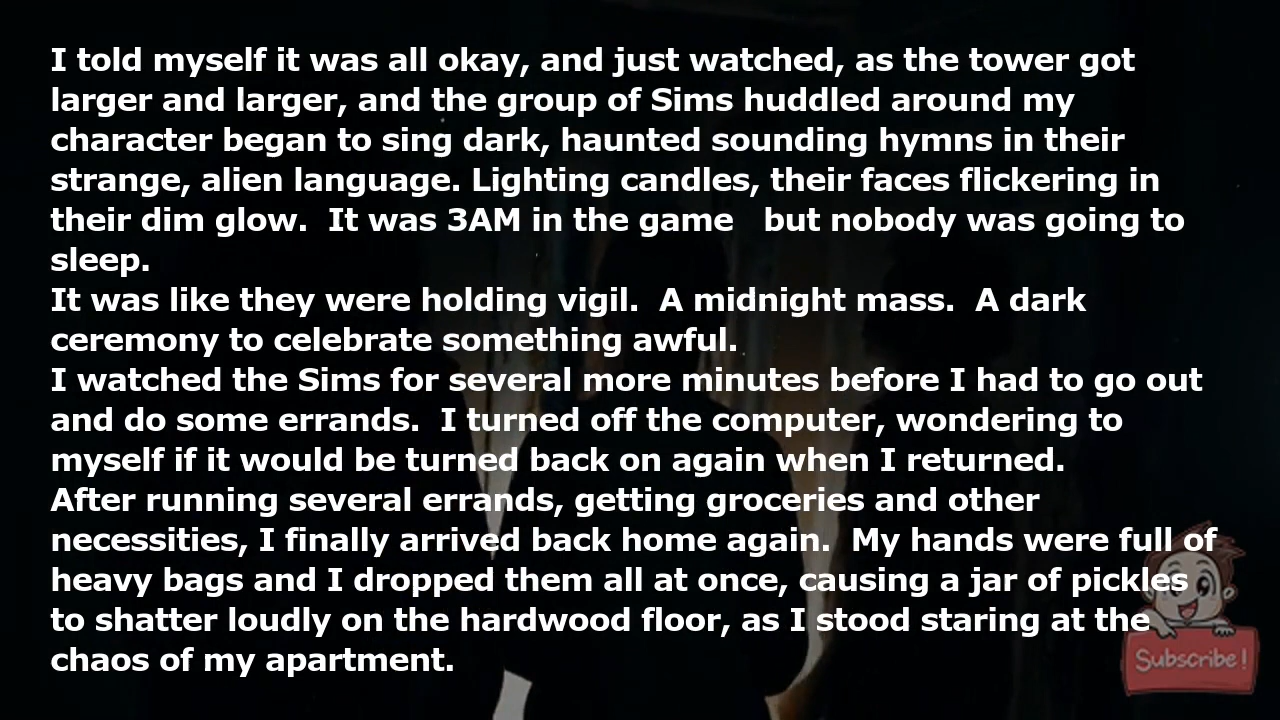 I told myself it was all okay, and just watched, as the tower got
larger and larger, and the group of Sims huddled around my
character began to sing dark, haunted sounding hymns in their
strange, alien language. Lighting candles, their faces flickering in
their dim glow.  It was 3AM in the game   but nobody was going to
sleep.
It was like they were holding vigil.  A midnight mass.  A dark
ceremony to celebrate something awful.
I watched the Sims for several more minutes before I had to go out
and do some errands.  I turned off the computer, wondering to
myself if it would be turned back on again when I returned.
After running several errands, getting groceries and other
necessities, I finally arrived back home again.  My hands were full of
heavy bags and I dropped them all at once, causing a jar of pickles
to shatter loudly on the hardwood floor, as I stood staring at the
chaos of my apartment.
Subscribe!